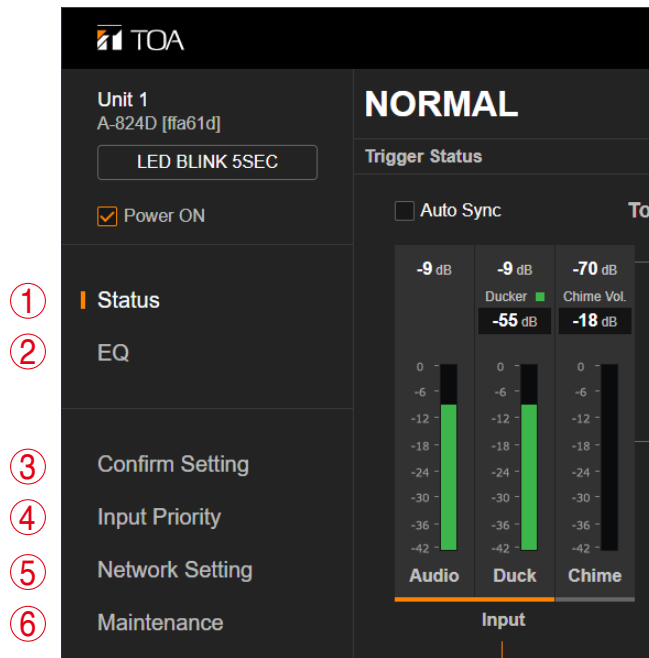 TOA
Unit 1
A-824D [ffa61d]
LED BLINK 5SEC
Power ON
① Status
② EQ
③ Confirm Setting
④ Input Priority
⑤ Network Setting
⑥ Maintenance
NORMAL
Trigger Status
Auto Sync
To
-9 dB -9 dB -70 dB
Ducker Chime Vol.
-55 dB -18 dB
0 0 0
-6 -6 -6
-12 -12 -12
-18 -18 -18
-24 -24 -24
-30 -30 -30
-36 -36 -36
-42 -42 -42
Audio Duck Chime
Input